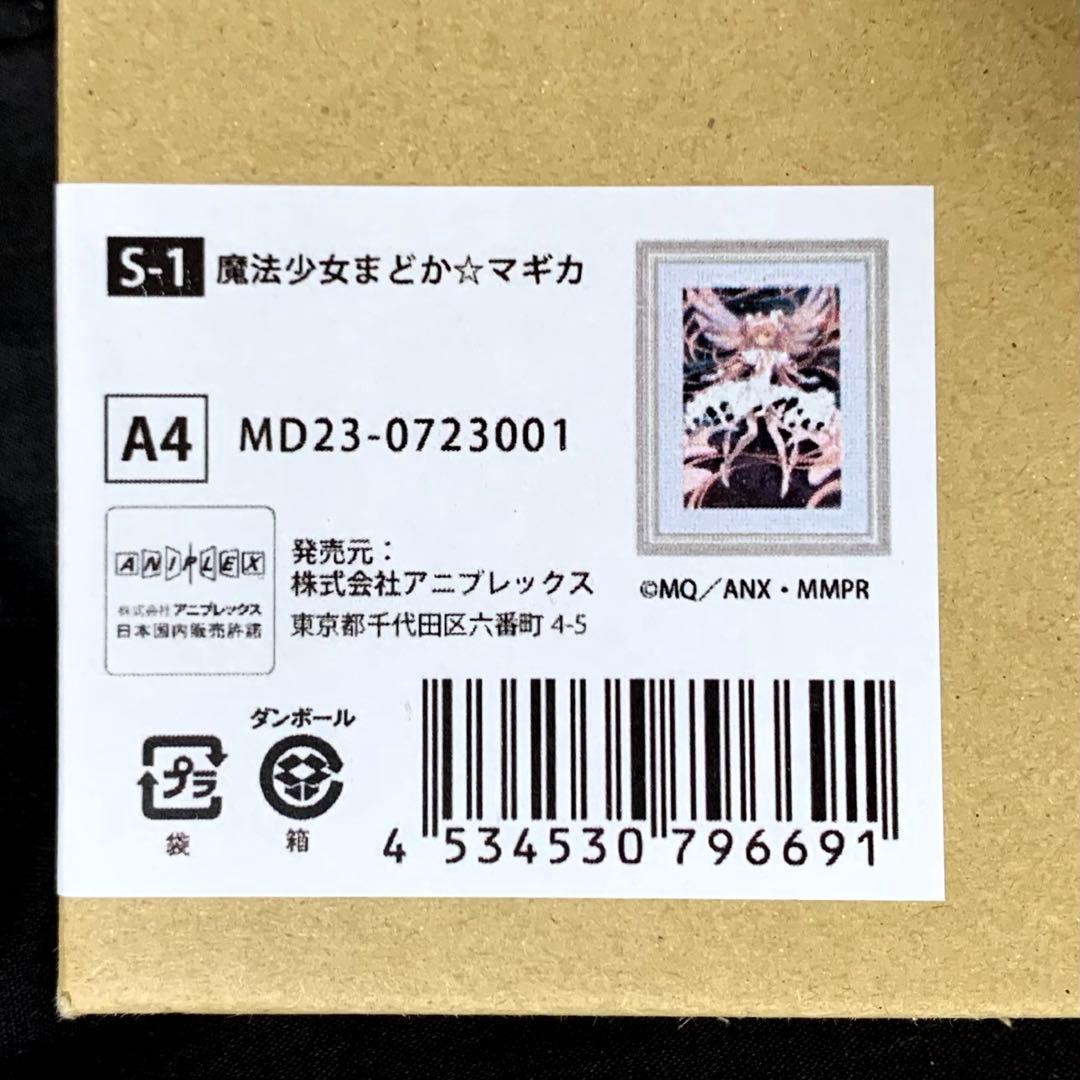 S-1 魔法少女まどか☆マギカ
A4 MD23-0723001
©MQ／ANX・MMPR
ANIPLEX
株式会社アニプレックス
日本国内販売許諾
発売元：
株式会社アニプレックス
東京都千代田区六番町 4-5
プラ
袋
ダンボール
箱
4 534530 796691